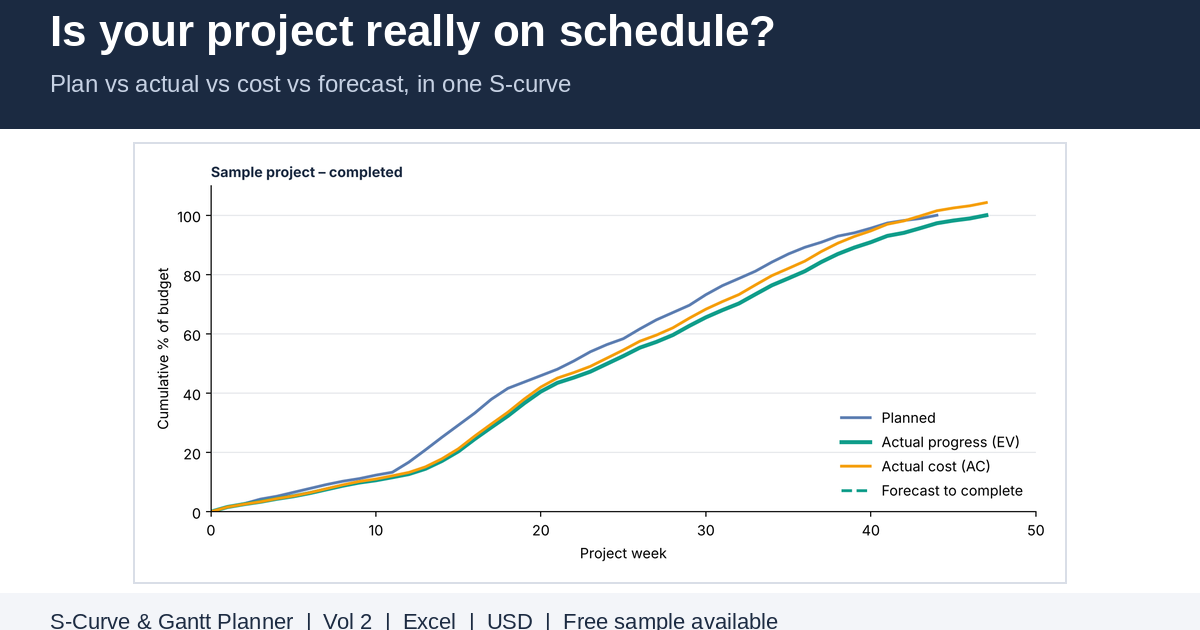 Is your project really on schedule?
Plan vs actual vs cost vs forecast, in one S-curve
Sample project – completed
Cumulative % of budget
100
80
60
40
20
0
0 10 20 30 40 50
Project week
Planned
Actual progress (EV)
Actual cost (AC)
Forecast to complete
S-Curve & Gantt Planner | Vol 2 | Excel | USD | Free sample available